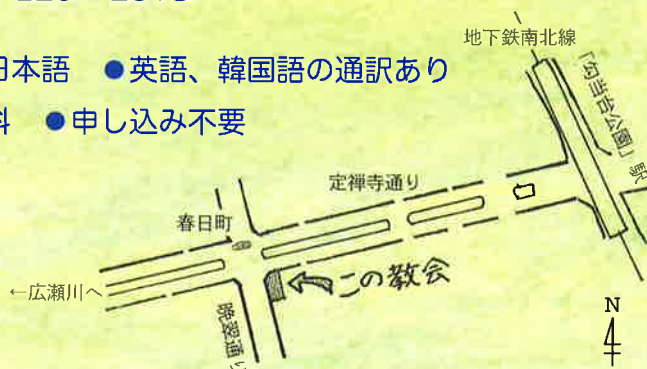 日本語 ●英語、韓国語の通訳あり
料 ●申し込み不要
地下鉄南北線
「勾当台公園」駅
定禅寺通り
春日町
←広瀬川へ
この教会
晩翠通り
N